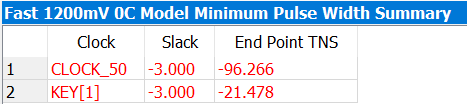 Fast 1200mV 0C Model Minimum Pulse Width Summary
Clock Slack End Point TNS
1 CLOCK_50 -3.000 -96.266
2 KEY[1] -3.000 -21.478